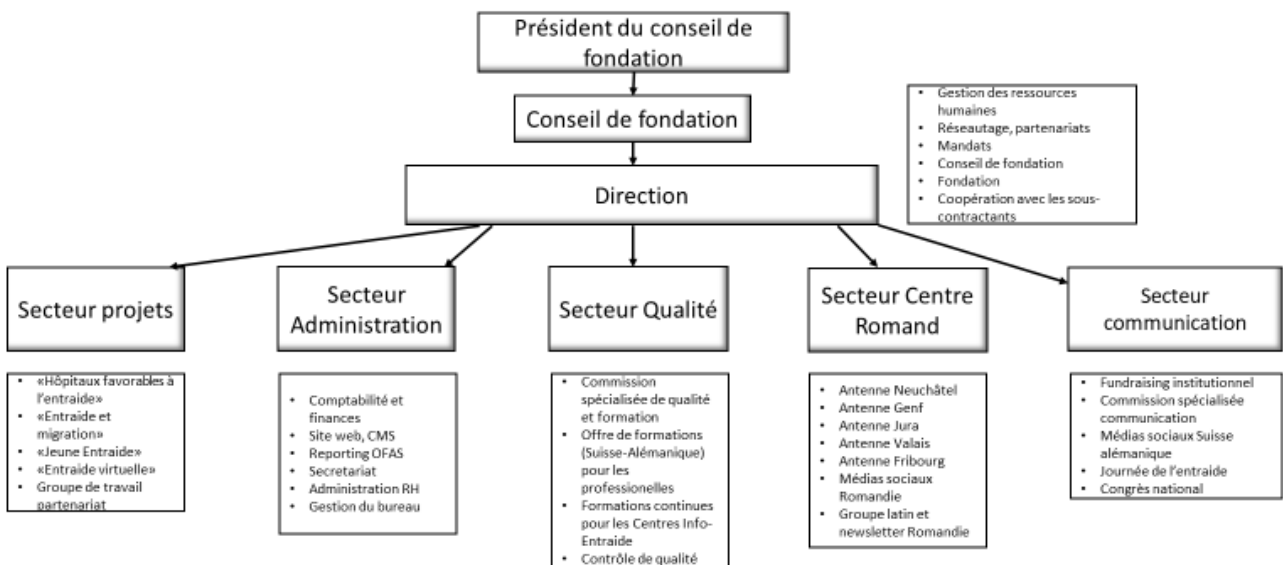 Président du conseil de
fondation
Conseil de fondation
• Gestion des ressources
humaines
• Réseautage, partenariats
• Mandats
• Conseil de fondation
• Fondation
• Coopération avec les sous-
contractants
Direction
Secteur projets
Secteur
Administration
Secteur Qualité
Secteur Centre
Romand
Secteur
communication
• «Hôpitaux favorables à
l’entraide»
• «Entraide et
migration»
• «Jeune Entraide»
• «Entraide virtuelle»
• Groupe de travail
partenariat
• Comptabilité et
finances
• Site web, CMS
• Reporting OFAS
• Secretariat
• Administration RH
• Gestion du bureau
• Commission
spécialisée de qualité
et formation
• Offre de formations
(Suisse-Alémanique)
pour les
professionelles
• Formations continues
pour les Centres Info-
Entraide
• Contrôle de qualité
• Antenne Neuchâtel
• Antenne Genf
• Antenne Jura
• Antenne Valais
• Antenne Fribourg
• Médias sociaux
Romandie
• Groupe latin et
newsletter Romandie
• Fundraising institutionnel
• Commission spécialisée
communication
• Médias sociaux Suisse
alémanique
• Journée de l’entraide
• Congrès national